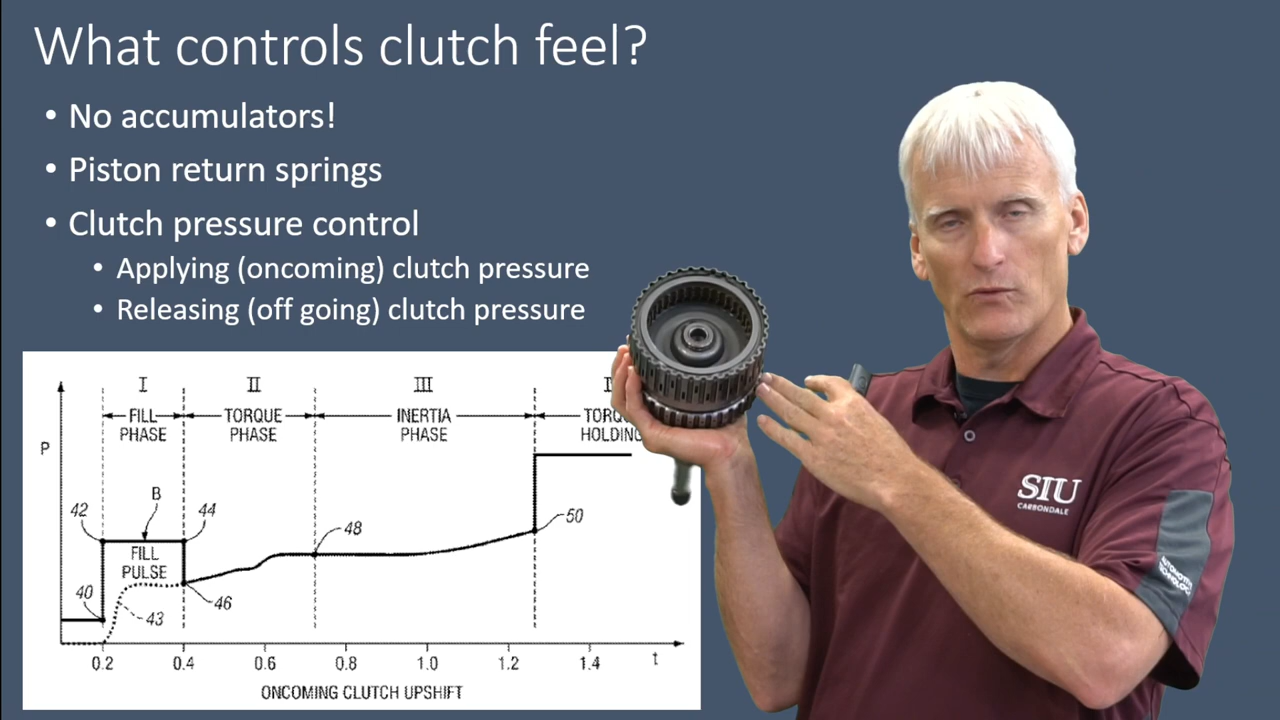 What controls clutch feel?
• No accumulators!
• Piston return springs
• Clutch pressure control
• Applying (oncoming) clutch pressure
• Releasing (off going) clutch pressure
I II III
FILL PHASE TORQUE PHASE INERTIA PHASE HOLDING
P
42 B 44
FILL PULSE
40 43 46 48 50
0.2 0.4 0.6 0.8 1.0 1.2 1.4 t
ONCOMING CLUTCH UPSHIFT
SIU
CARBONDALE
AUTOMOTIVE
TECHNOLOGY